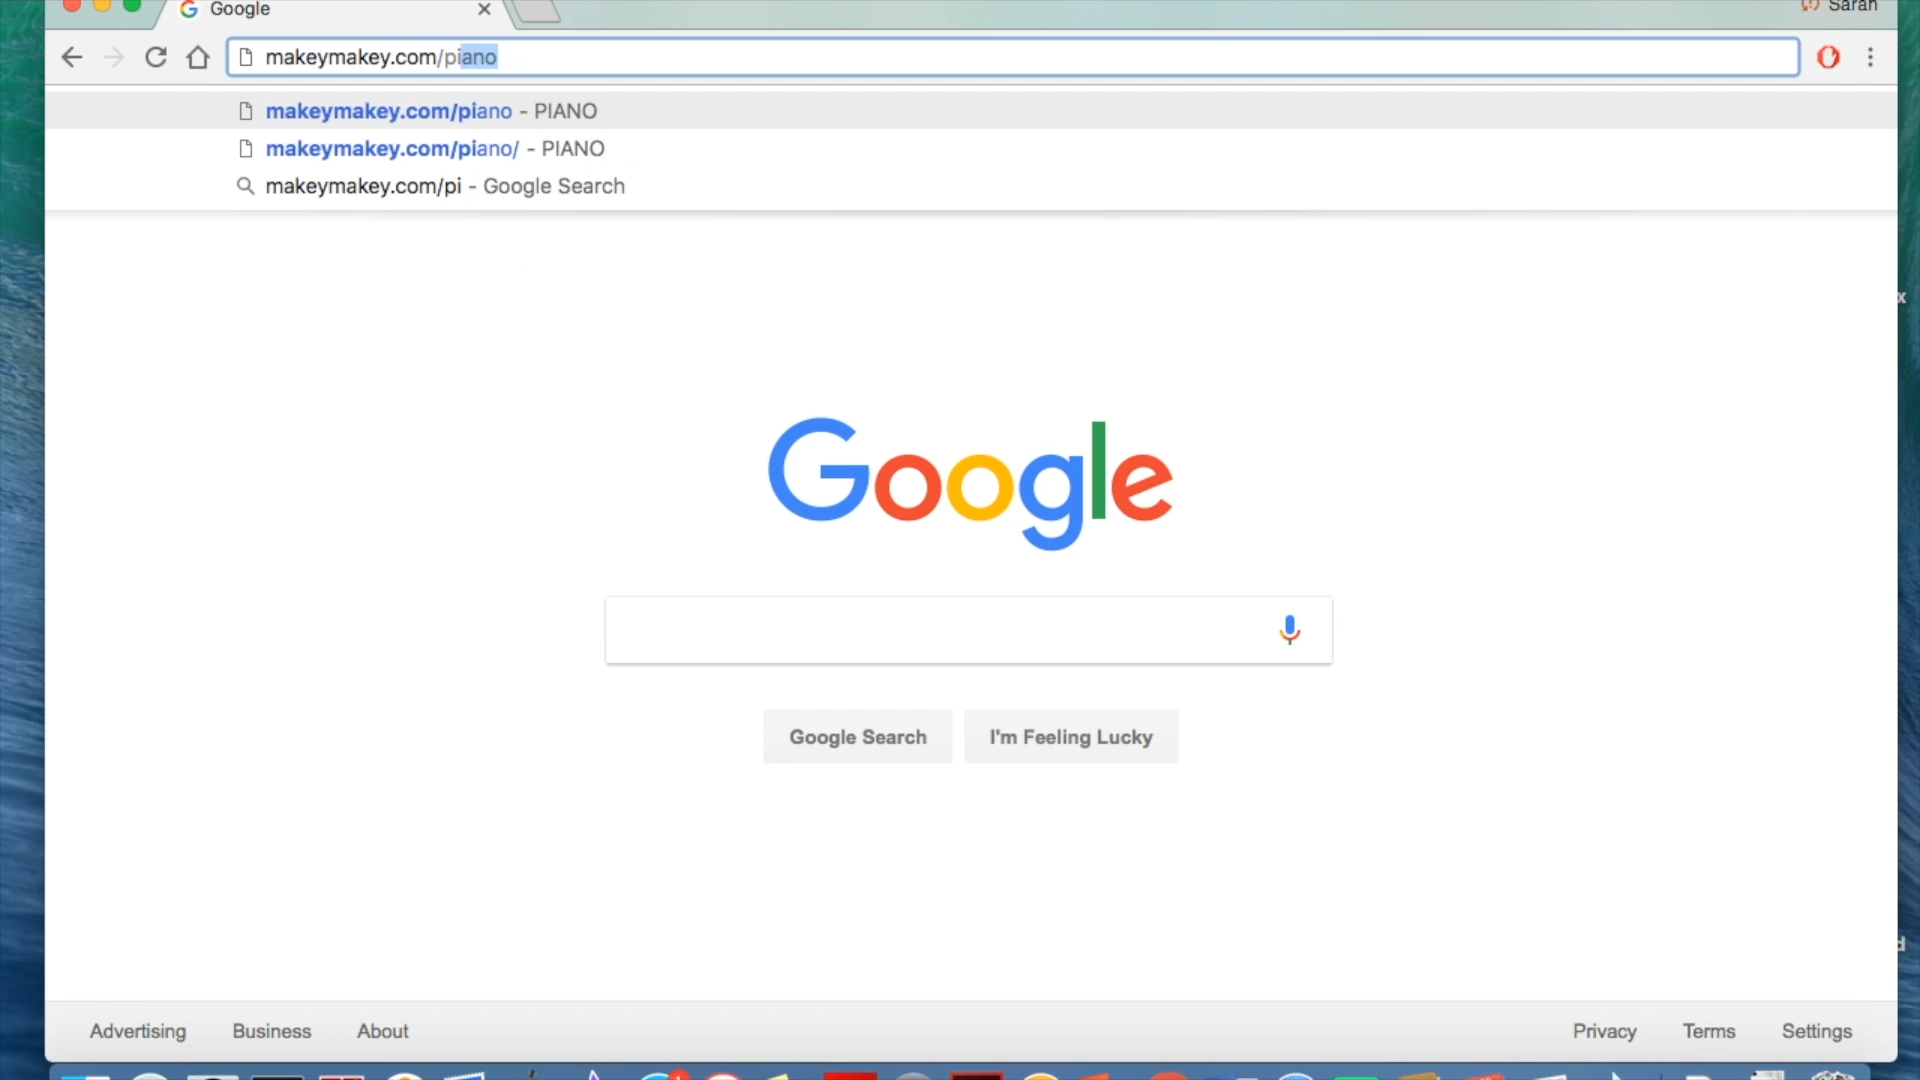 Google
Sarah
makeymakey.com/piano
makeymakey.com/piano - PIANO
makeymakey.com/piano/ - PIANO
makeymakey.com/pi - Google Search
x
Google
Google Search
I'm Feeling Lucky
d
Advertising
Business
About
Privacy
Terms
Settings